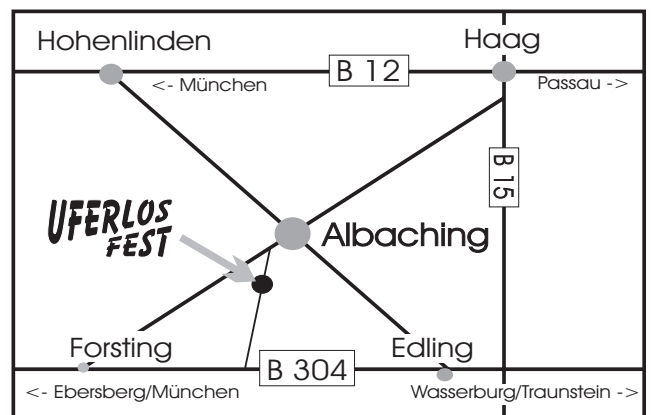 Hohenlinden
Haag
B 12
<- München
Passau ->
B 15
UFERLOS
FEST
Albaching
Forsting
Edling
B 304
<- Ebersberg/München
Wasserburg/Traunstein ->